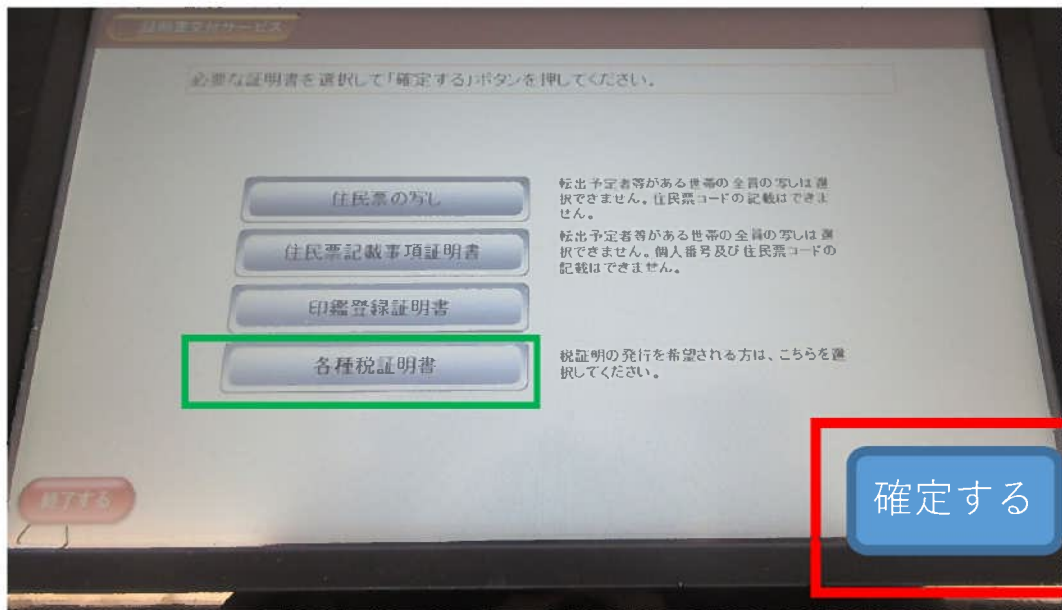 証明書交付サービス
必要な証明書を選択して「確定する」ボタンを押してください。
住民票の写し
転出予定者等がある世帯の全員の写しは選
択できません。住民票コードの記載はできま
せん。
住民票記載事項証明書
転出予定者等がある世帯の全員の写しは選
択できません。個人番号及び住民票コードの
記載はできません。
印鑑登録証明書
各種税証明書
税証明の発行を希望される方は、こちらを選
択してください。
確定する
終了する